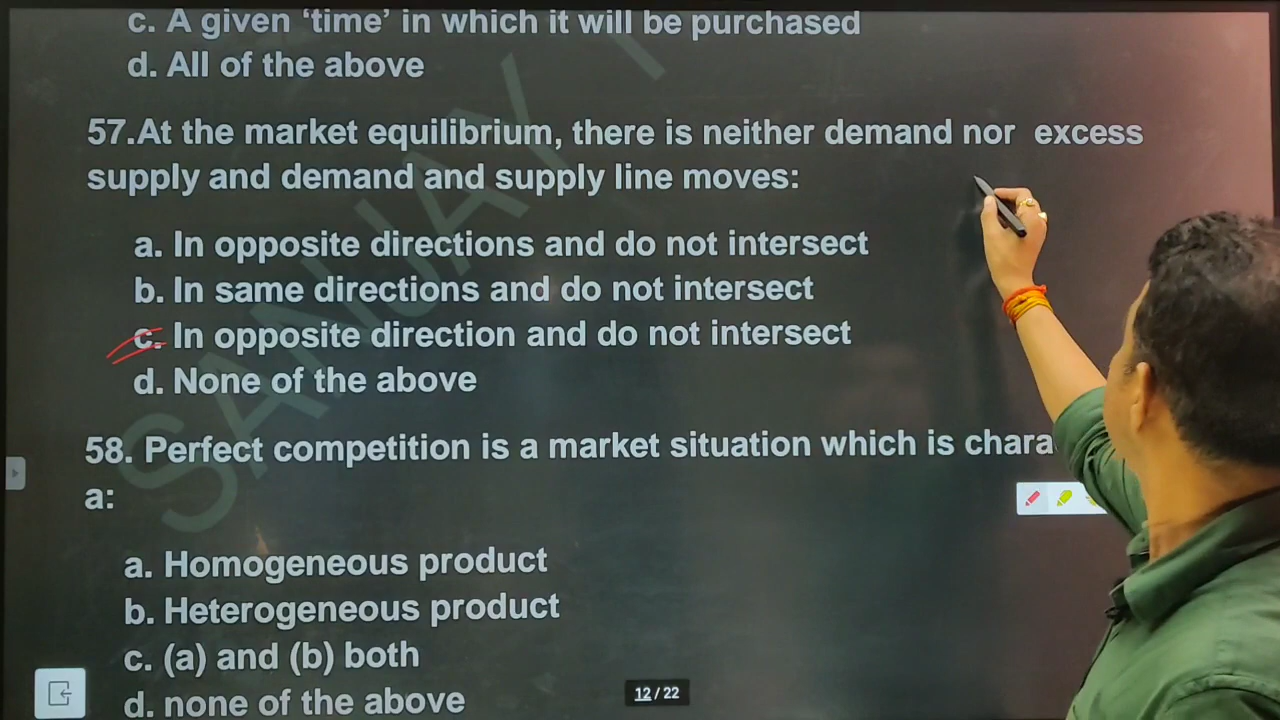 c. A given ‘time’ in which it will be purchased
d. All of the above
57.At the market equilibrium, there is neither demand nor excess
supply and demand and supply line moves:
a. In opposite directions and do not intersect
b. In same directions and do not intersect
c. In opposite direction and do not intersect
d. None of the above
58. Perfect competition is a market situation which is chara
a:
a. Homogeneous product
b. Heterogeneous product
c. (a) and (b) both
d. none of the above
12 / 22
SANJAY